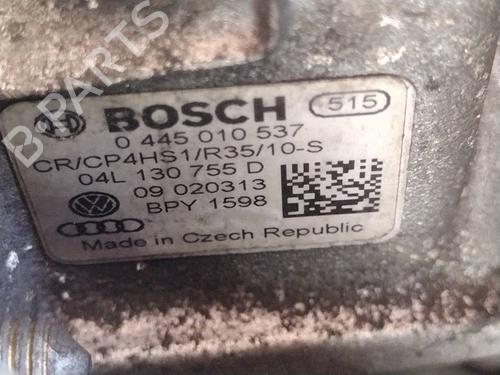 BOSCH 515
0 445 010 537
CR/CP4HS1/R35/10-S
04L 130 755 D
09 020313
BPY 1598
Made in Czech Republic
B-PARTS